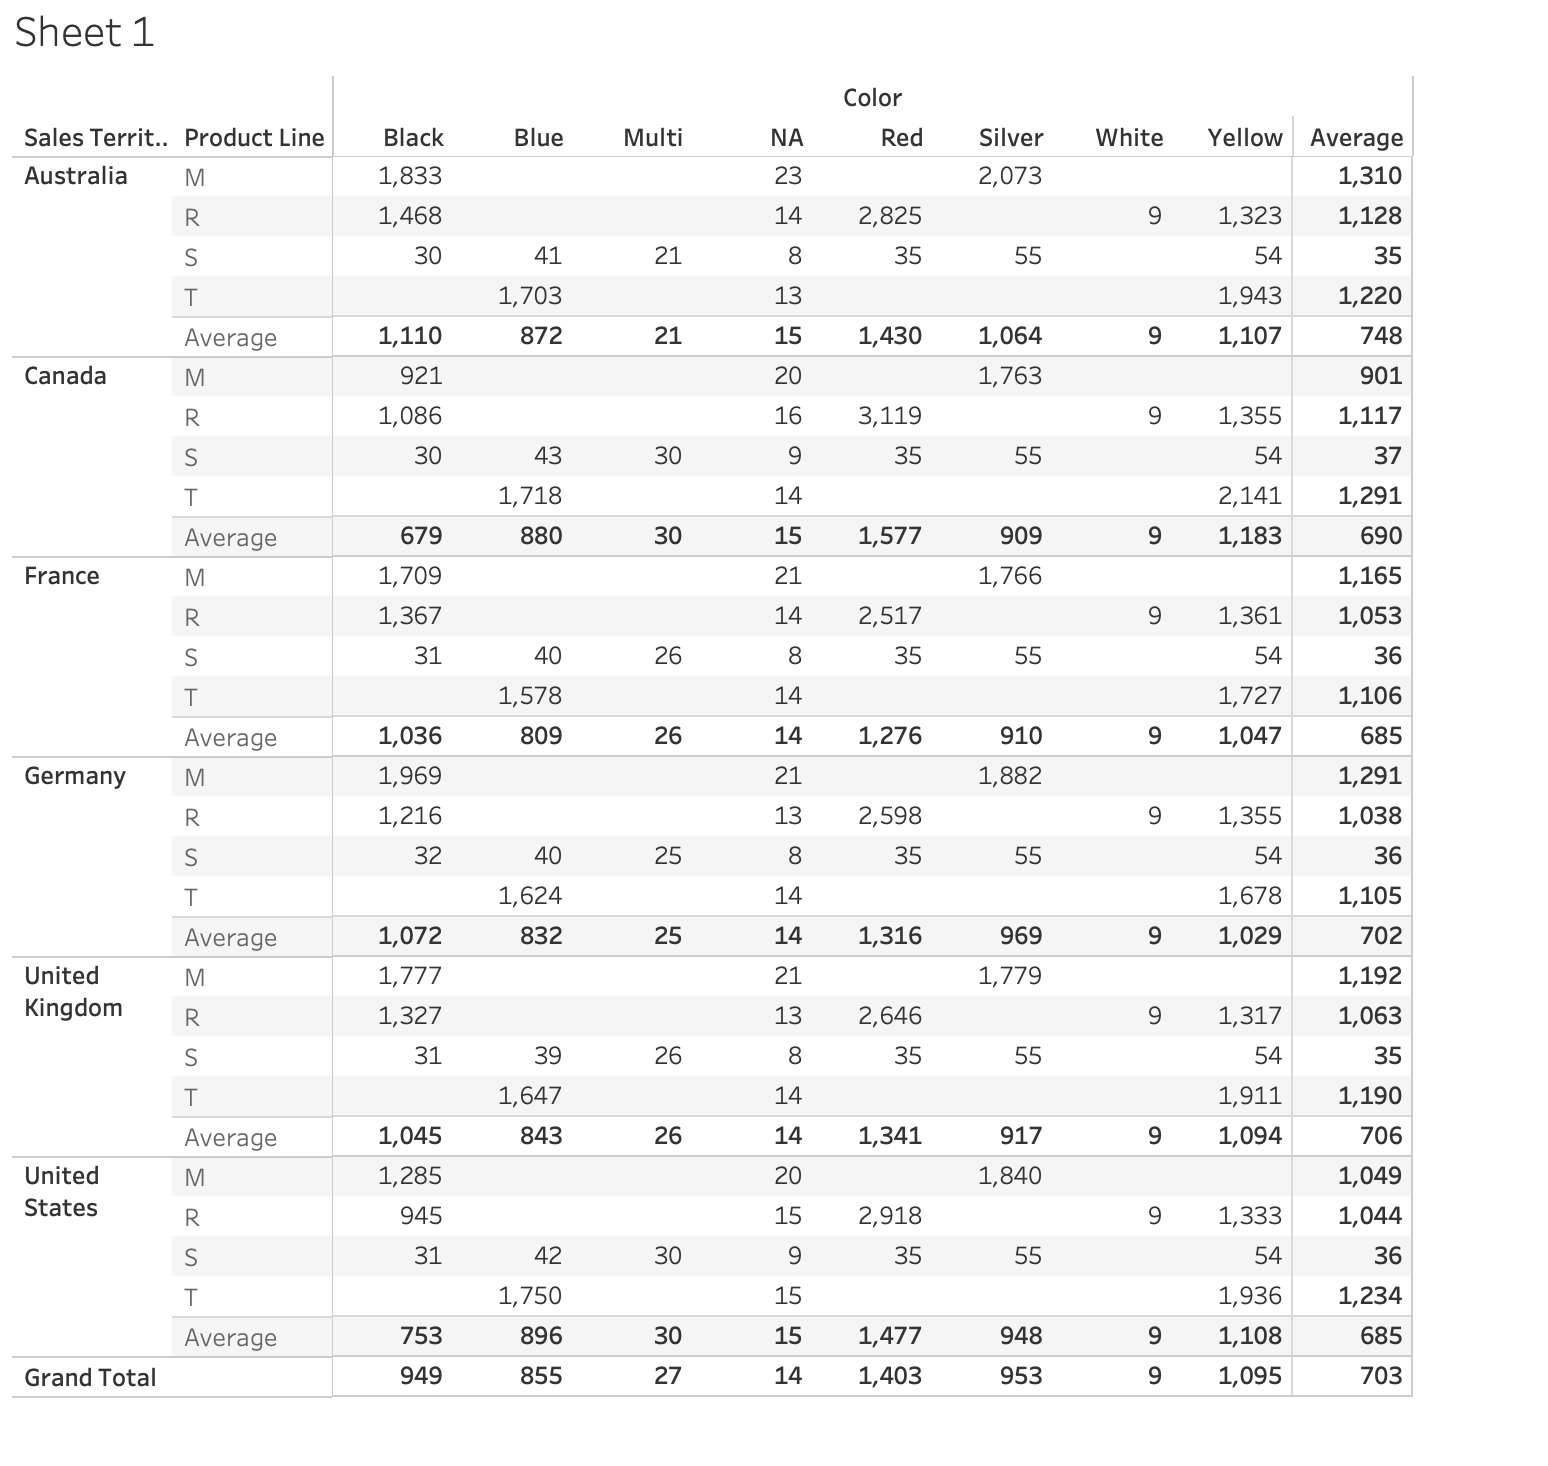 Sheet 1
Color
Sales Territ.. Product Line Black Blue Multi NA Red Silver White Yellow Average
Australia M 1,833 23 2,073 1,310
R 1,468 14 2,825 9 1,323 1,128
S 30 41 21 8 35 55 54 35
T 1,703 13 1,943 1,220
Average 1,110 872 21 15 1,430 1,064 9 1,107 748
Canada M 921 20 1,763 901
R 1,086 16 3,119 9 1,355 1,117
S 30 43 30 9 35 55 54 37
T 1,718 14 2,141 1,291
Average 679 880 30 15 1,577 909 9 1,183 690
France M 1,709 21 1,766 1,165
R 1,367 14 2,517 9 1,361 1,053
S 31 40 26 8 35 55 54 36
T 1,578 14 1,727 1,106
Average 1,036 809 26 14 1,276 910 9 1,047 685
Germany M 1,969 21 1,882 1,291
R 1,216 13 2,598 9 1,355 1,038
S 32 40 25 8 35 55 54 36
T 1,624 14 1,678 1,105
Average 1,072 832 25 14 1,316 969 9 1,029 702
United M 1,777 21 1,779 1,192
Kingdom R 1,327 13 2,646 9 1,317 1,063
S 31 39 26 8 35 55 54 35
T 1,647 14 1,911 1,190
Average 1,045 843 26 14 1,341 917 9 1,094 706
United M 1,285 20 1,840 1,049
States R 945 15 2,918 9 1,333 1,044
S 31 42 30 9 35 55 54 36
T 1,750 15 1,936 1,234
Average 753 896 30 15 1,477 948 9 1,108 685
Grand Total 949 855 27 14 1,403 953 9 1,095 703